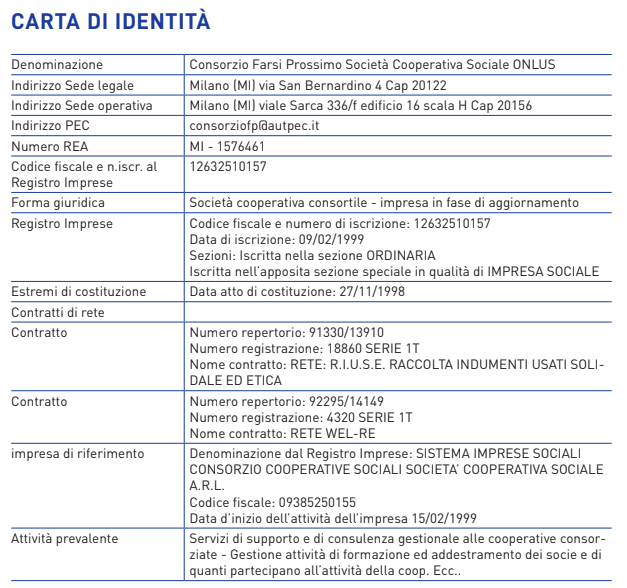 CARTA DI IDENTITÀ
Denominazione Consorzio Farsi Prossimo Società Cooperativa Sociale ONLUS
Indirizzo Sede legale Milano (MI) via San Bernardino 4 Cap 20122
Indirizzo Sede operativa Milano (MI) viale Sarca 336/f edificio 16 scala H Cap 20156
Indirizzo PEC consorziofp@autpec.it
Numero REA MI - 1576461
Codice fiscale e n.iscr. al 12632510157
Registro Imprese
Forma giuridica Società cooperativa consortile - impresa in fase di aggiornamento
Registro Imprese Codice fiscale e numero di iscrizione: 12632510157
Data di iscrizione: 09/02/1999
Sezioni: Iscritta nella sezione ORDINARIA
Iscritta nell'apposita sezione speciale in qualità di IMPRESA SOCIALE
Estremi di costituzione Data atto di costituzione: 27/11/1998
Contratti di rete
Contratto Numero repertorio: 91330/13910
Numero registrazione: 18860 SERIE 1T
Nome contratto: RETE: R.I.U.S.E. RACCOLTA INDUMENTI USATI SOLI-
DALE ED ETICA
Contratto Numero repertorio: 92295/14149
Numero registrazione: 4320 SERIE 1T
Nome contratto: RETE WEL-RE
impresa di riferimento Denominazione dal Registro Imprese: SISTEMA IMPRESE SOCIALI
CONSORZIO COOPERATIVE SOCIALI SOCIETA' COOPERATIVA SOCIALE
A.R.L.
Codice fiscale: 09385250155
Data d'inizio dell'attività dell'impresa 15/02/1999
Attività prevalente Servizi di supporto e di consulenza gestionale alle cooperative consor-
ziate - Gestione attività di formazione ed addestramento dei socie e di
quanti partecipano all'attività della coop. Ecc..